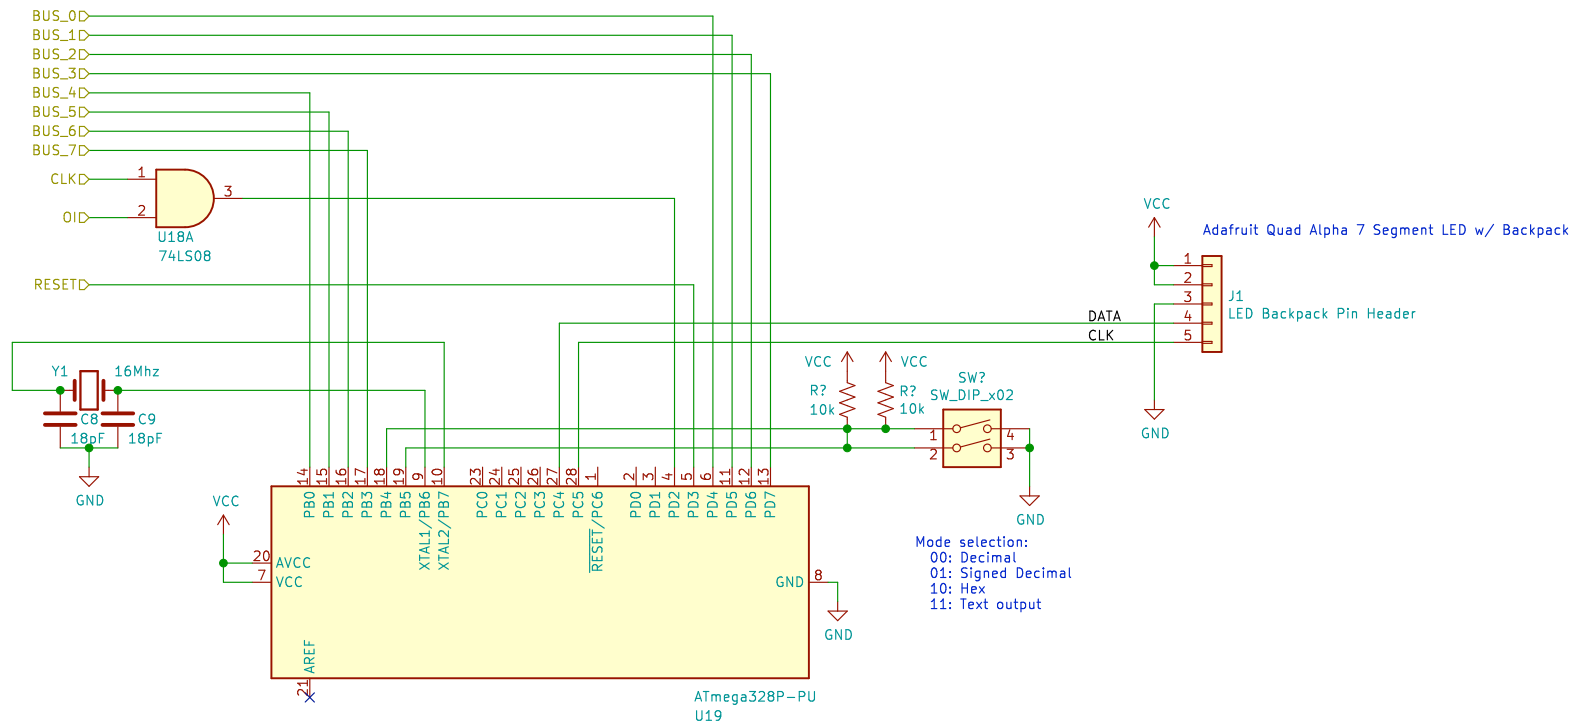 BUS_0
BUS_1
BUS_2
BUS_3
BUS_4
BUS_5
BUS_6
BUS_7
CLK
1
3
OI
2
U18A
74LS08
VCC
Adafruit Quad Alpha 7 Segment LED w/ Backpack
1
2
3
4
5
J1
LED Backpack Pin Header
RESET
DATA
CLK
GND
Y1
16Mhz
C8
18pF
C9
18pF
GND
VCC
VCC
R?
10k
R?
10k
SW?
SW_DIP_x02
1
4
2
3
GND
14
15
16
17
18
19
9
10
23
24
25
26
27
28
1
2
3
4
5
6
11
12
13
PB0
PB1
PB2
PB3
PB4
PB5
XTAL1/PB6
XTAL2/PB7
PC0
PC1
PC2
PC3
PC4
PC5
RESET/PC6
PD0
PD1
PD2
PD3
PD4
PD5
PD6
PD7
VCC
20
AVCC
7
VCC
GND
8
GND
Mode selection:
00: Decimal
01: Signed Decimal
10: Hex
11: Text output
AREF
21
ATmega328P-PU
U19